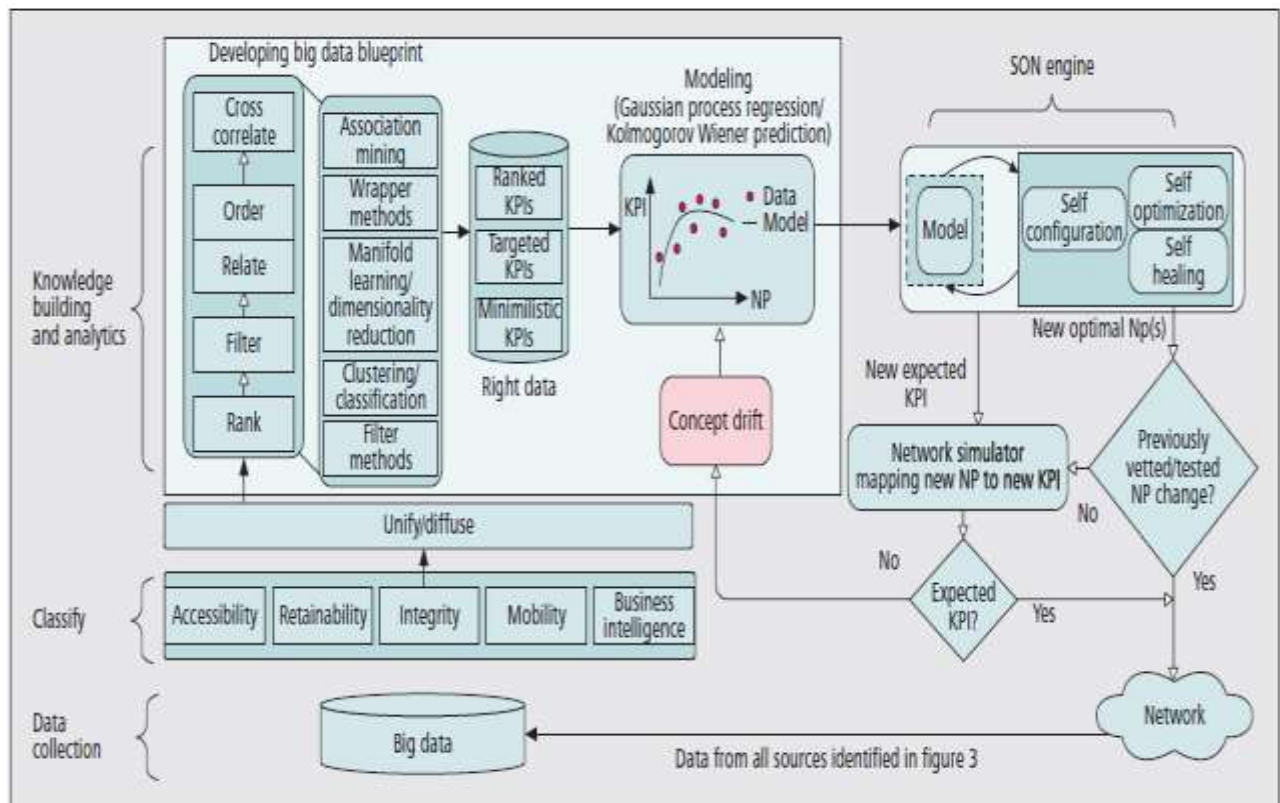 Developing big data blueprint
Cross
correlate
Order
Relate
Filter
Rank
Association
mining
Wrapper
methods
Manifold
learning/
dimensionality
reduction
Clustering/
classification
Filter
methods
Ranked
KPIs
Targeted
KPIs
Minimilistic
KPIs
Right data
Modeling
(Gaussian process regression/
Kolmogorov Wiener prediction)
KPI
Data
Model
NP
Concept drift
SON engine
Model
Self
configuration
Self
optimization
Self
healing
New optimal Np(s)
New expected
KPI
Network simulator
mapping new NP to new KPI
Previously
vetted/tested
NP change?
No
Yes
No
Expected
KPI?
Yes
Knowledge
building
and analytics
Unify/diffuse
Classify
Accessibility
Retainability
Integrity
Mobility
Business
intelligence
Data
collection
Big data
Data from all sources identified in figure 3
Network